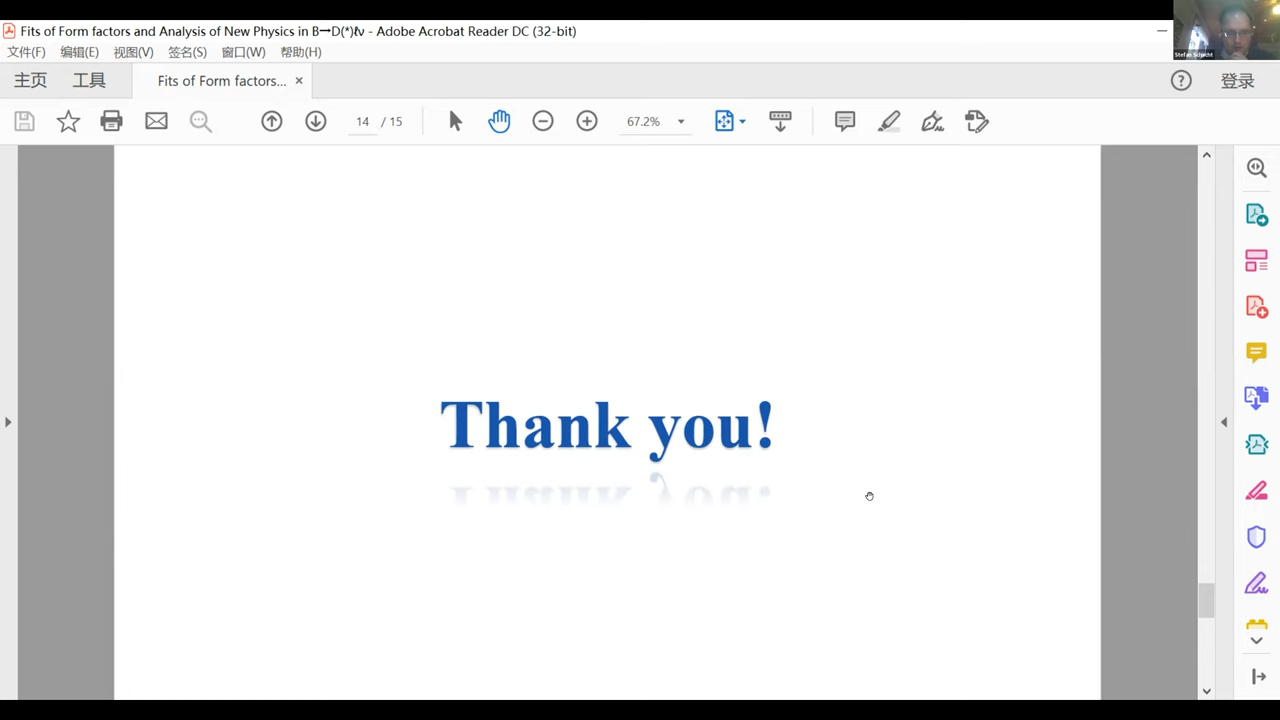 Fits of Form factors and Analysis of New Physics in B→D(*)ℓν - Adobe Acrobat Reader DC (32-bit)
Stefan Schacht
文件(F) 编辑(E) 视图(V) 签名(S) 窗口(W) 帮助(H)
主页 工具 Fits of Form factors... × 登录
14 / 15 67.2%
Thank you!